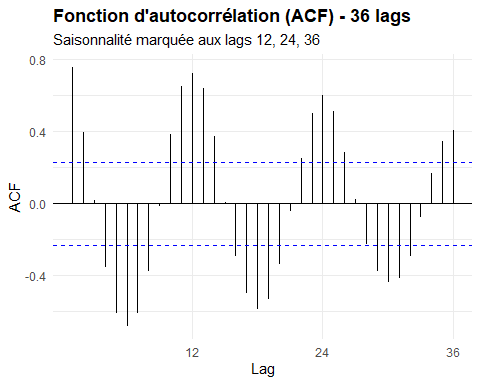 Fonction d'autocorrélation (ACF) - 36 lags
Saisonnalité marquée aux lags 12, 24, 36
0.8
0.4
0.0
-0.4
ACF
12 24 36
Lag